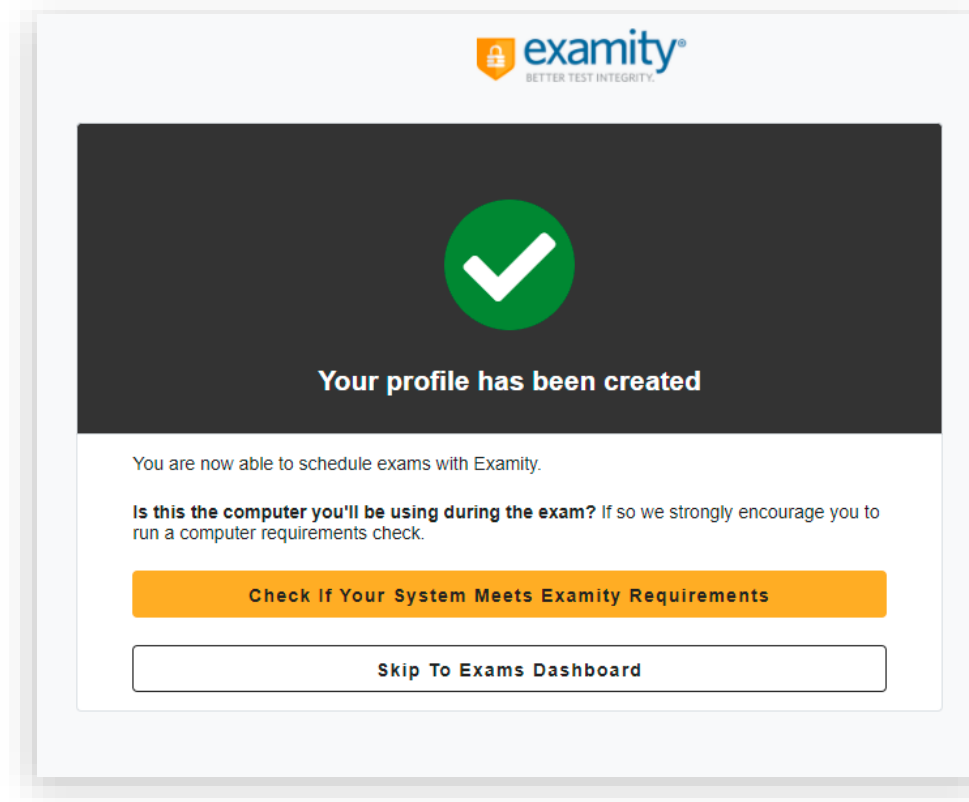 examity®
BETTER TEST INTEGRITY.
Your profile has been created
You are now able to schedule exams with Examity.
Is this the computer you'll be using during the exam? If so we strongly encourage you to
run a computer requirements check.
Check If Your System Meets Examity Requirements
Skip To Exams Dashboard